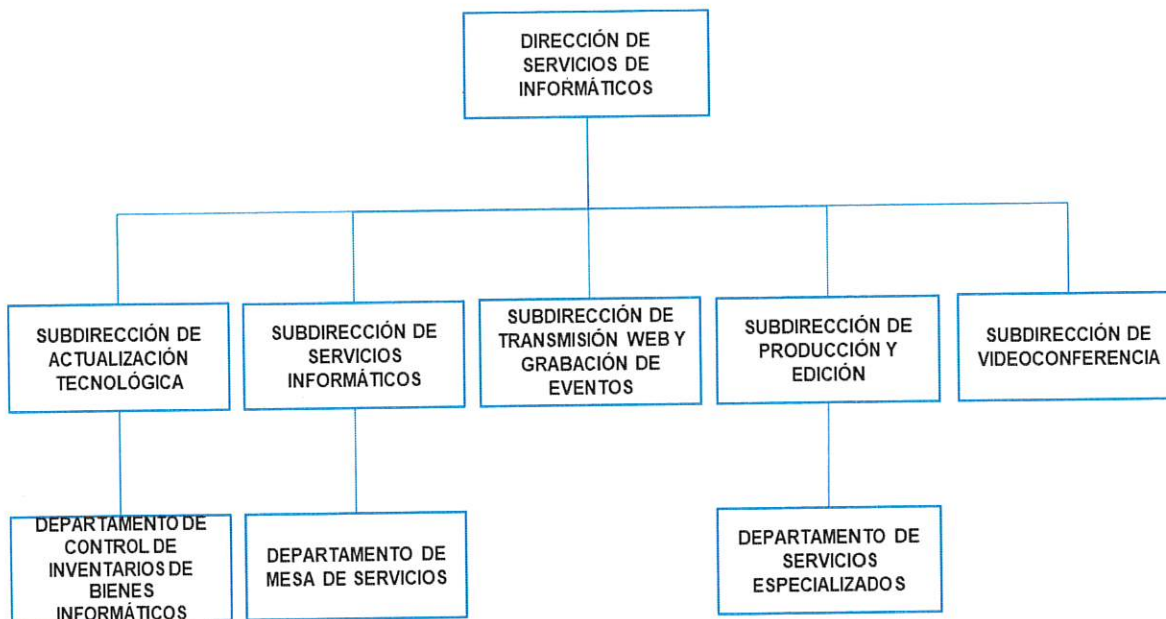 DIRECCIÓN DE
SERVICIOS DE
INFORMÁTICOS
SUBDIRECCIÓN DE
ACTUALIZACIÓN
TECNOLÓGICA
SUBDIRECCIÓN DE
SERVICIOS
INFORMÁTICOS
SUBDIRECCIÓN DE
TRANSMISIÓN WEB Y
GRABACIÓN DE
EVENTOS
SUBDIRECCIÓN DE
PRODUCCIÓN Y
EDICIÓN
SUBDIRECCIÓN DE
VIDEOCONFERENCIA
DEPARTAMENTO DE
CONTROL DE
INVENTARIOS DE
BIENES
INFORMÁTICOS
DEPARTAMENTO DE
MESA DE SERVICIOS
DEPARTAMENTO DE
SERVICIOS
ESPECIALIZADOS